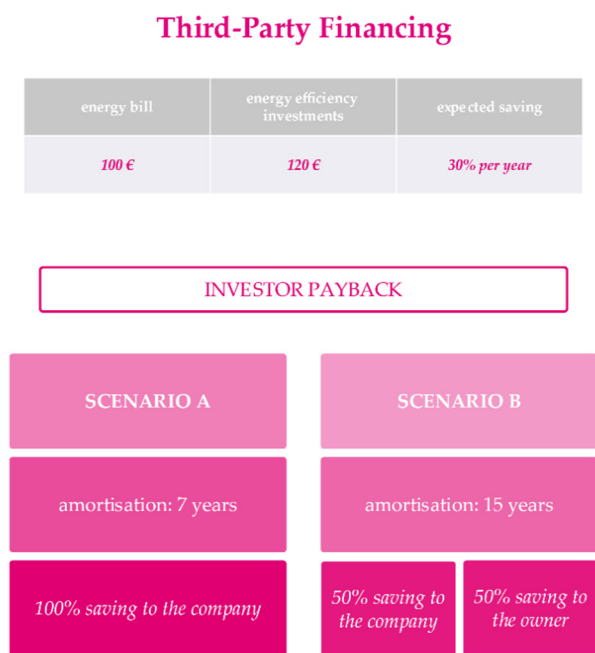 Third-Party Financing
energy bill
energy efficiency
investments
expected saving
100 €
120 €
30% per year
INVESTOR PAYBACK
SCENARIO A
SCENARIO B
amortisation: 7 years
amortisation: 15 years
100% saving to the company
50% saving to
the company
50% saving to
the owner